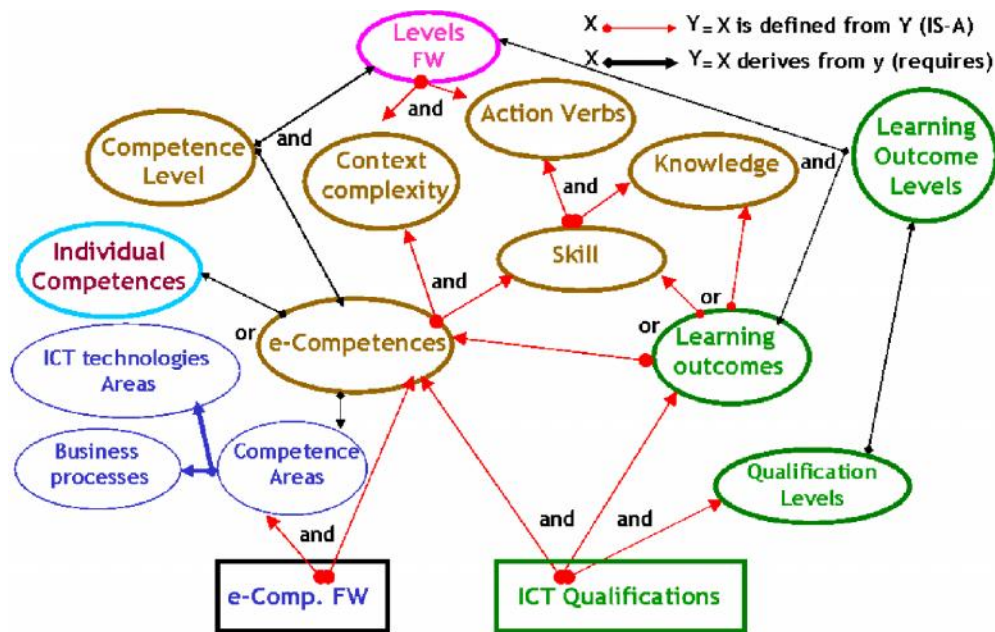 X Y= X is defined from Y (IS-A)
X Y= X derives from y (requires)
Levels
FW
and
and
Action Verbs
Competence
Level
Context
complexity
and
Knowledge
and
Learning
Outcome
Levels
Individual
Competences
Skill
and
or
or
or
e-Competences
Learning
outcomes
ICT technologies
Areas
Business
processes
Competence
Areas
Qualification
Levels
and
and
and
e-Comp. FW
ICT Qualifications